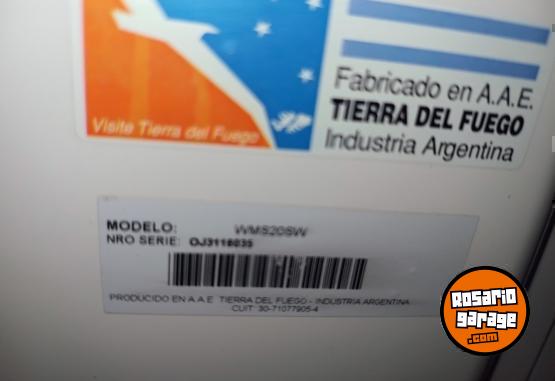 Visite Tierra del Fuego
Fabricado en A.A.E.
TIERRA DEL FUEGO
Industria Argentina
MODELO: WMS20SW
NRO SERIE: OJ3116035
PRODUCIDO EN A A E TIERRA DEL FUEGO - INDUSTRIA ARGENTINA
CUIT: 30-71077905-4
Rosario
garage
.com